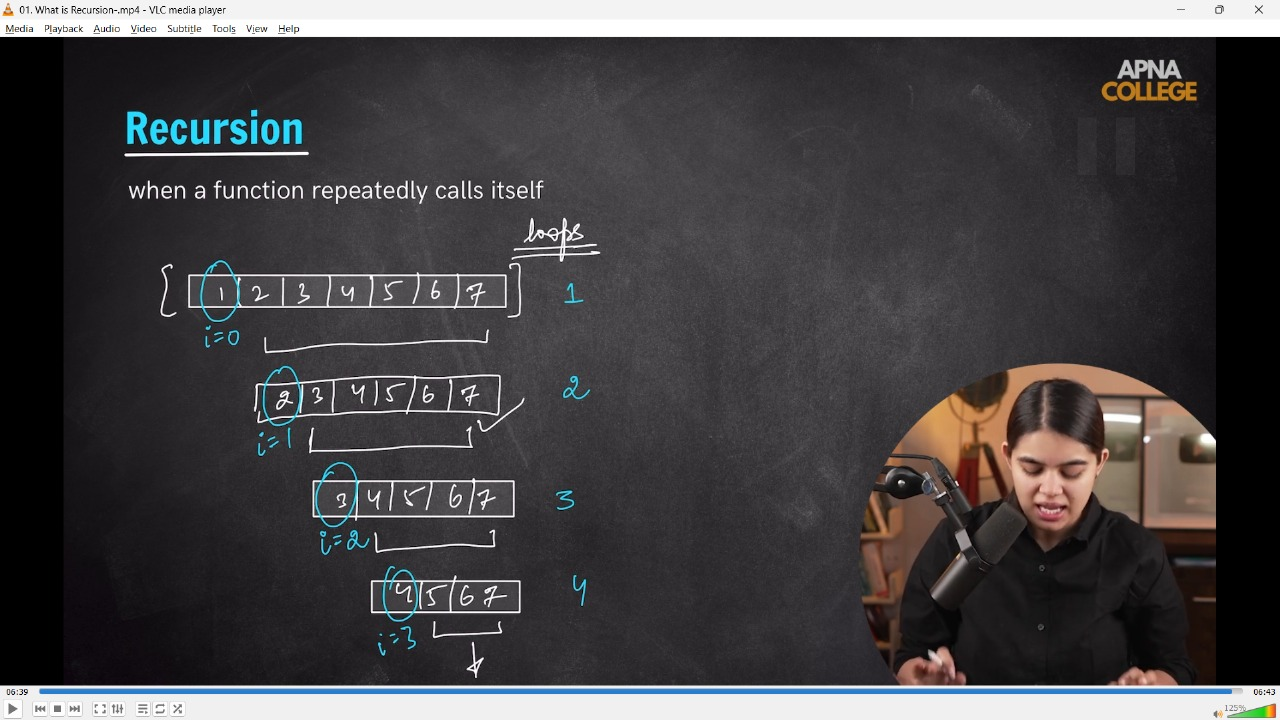 01. What is Recursion-.mp4 - VLC media player
Media Playback Audio Video Subtitle Tools View Help
APNA
COLLEGE
Recursion
when a function repeatedly calls itself
loops
1 2 3 4 5 6 7 1
i=0
2 3 4 5 6 7 2
i=1
3 4 5 6 7 3
i=2
4 5 6 7 4
i=3
06:39 06:43
125%